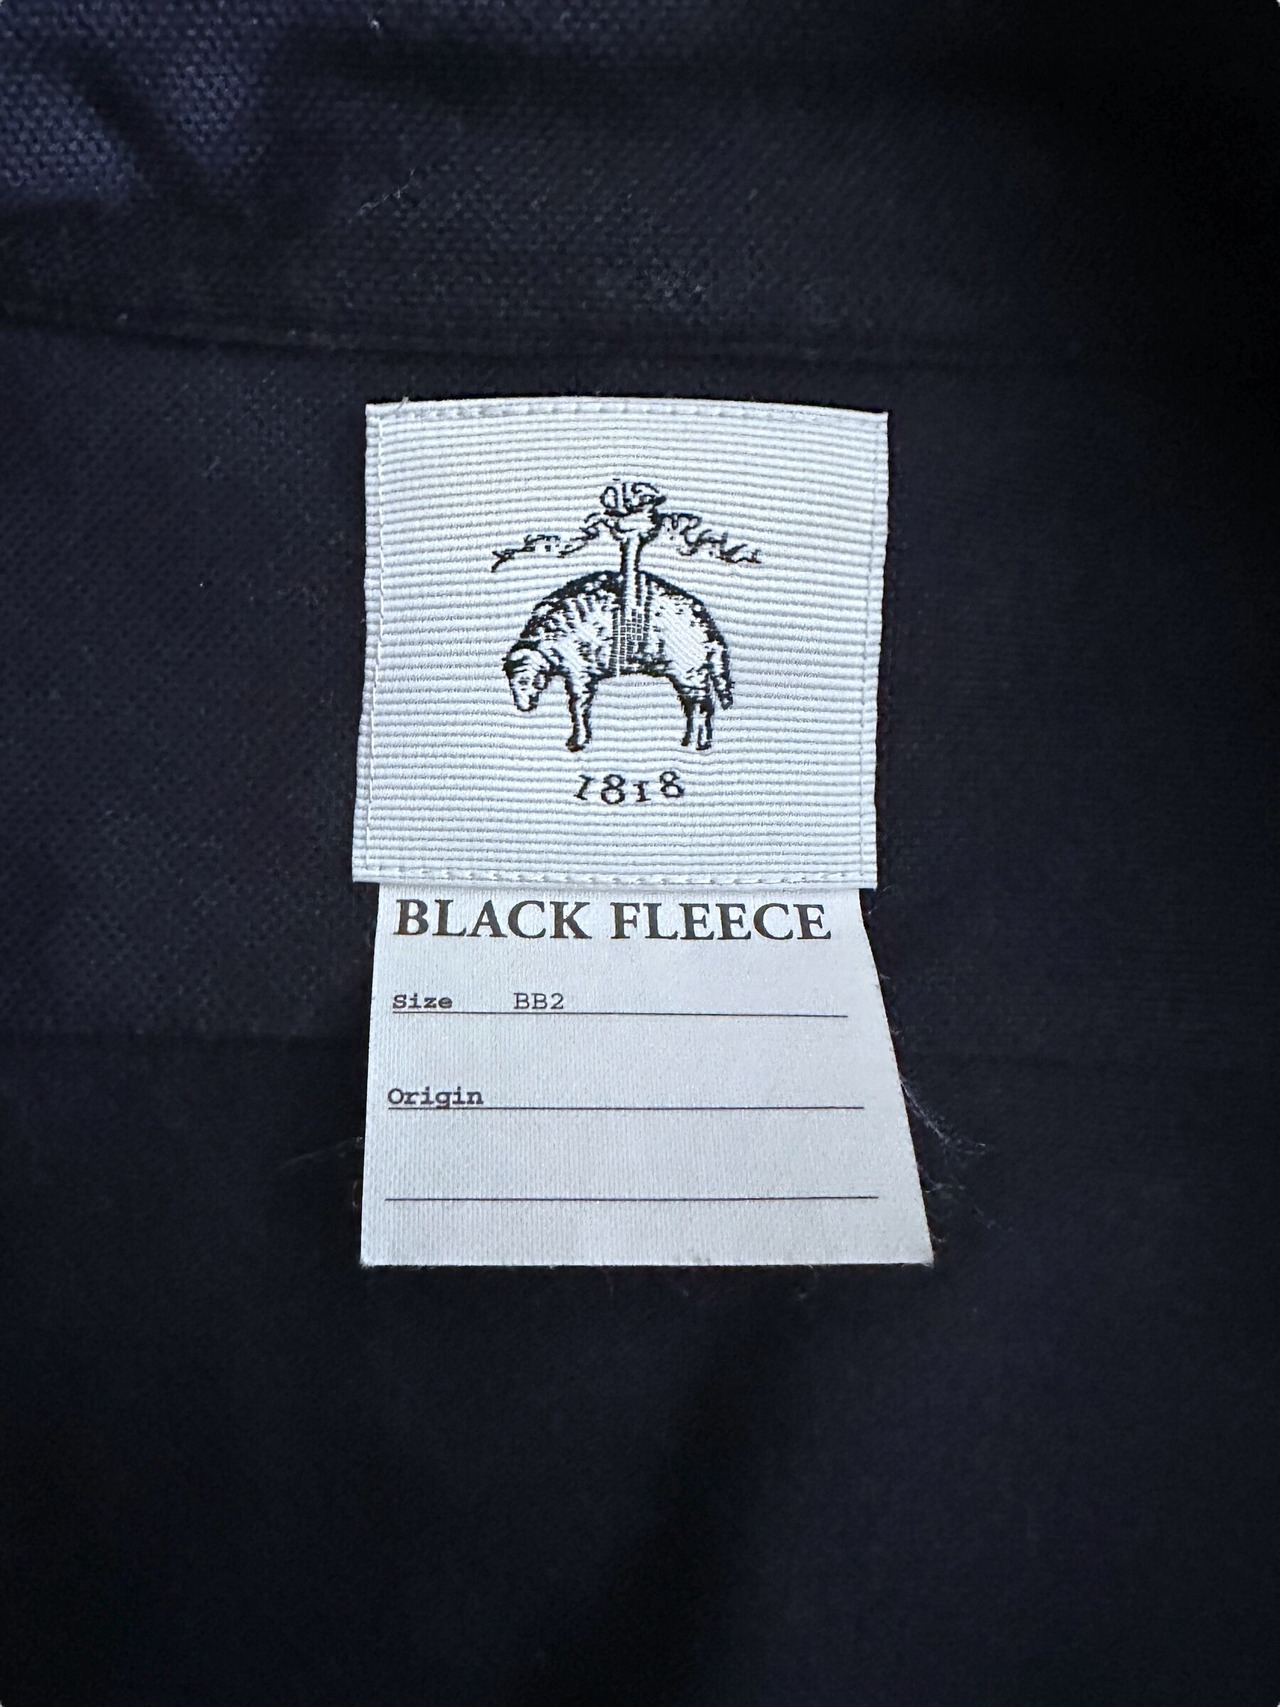 1818
BLACK FLEECE
Size BB2
Origin